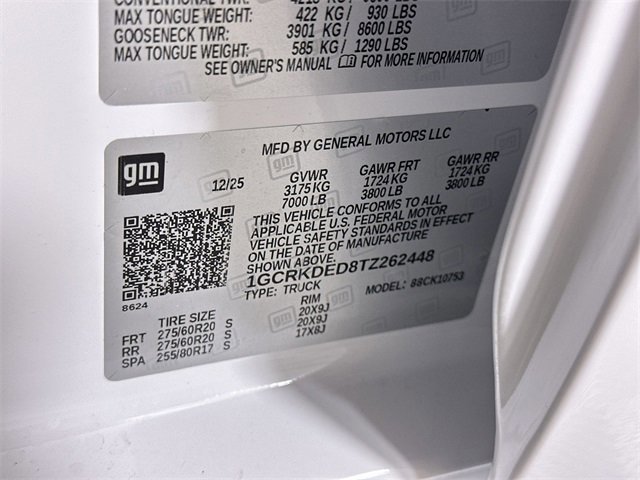 MAX TONGUE WEIGHT: 422 KG / 930 LBS
GOOSENECK TWR: 3901 KG / 8600 LBS
MAX TONGUE WEIGHT: 585 KG / 1290 LBS
SEE OWNER'S MANUAL FOR MORE INFORMATION
MFD BY GENERAL MOTORS LLC
gm
12/25 GVWR GAWR FRT GAWR RR
3175 KG 1724 KG 1724 KG
7000 LB 3800 LB 3800 LB
THIS VEHICLE CONFORMS TO ALL
APPLICABLE U.S. FEDERAL MOTOR
VEHICLE SAFETY STANDARDS IN EFFECT
ON THE DATE OF MANUFACTURE
SHOWN ABOVE.
1GCRKDED8TZ262448
TYPE: TRUCK MODEL: 88CK10753
8624
TIRE SIZE RIM
FRT 275/60R20 S 20X9J
RR 275/60R20 S 20X9J
SPA 255/80R17 S 17X8J